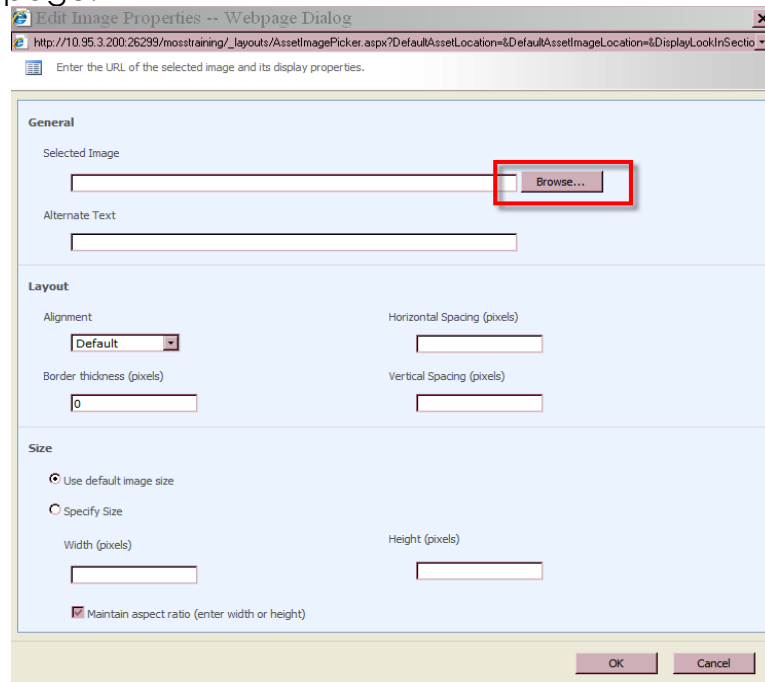 page.
Edit Image Properties -- Webpage Dialog
http://10.95.3.200:26299/mosstraining/_layouts/AssetImagePicker.aspx?DefaultAssetLocation=&DefaultAssetImageLocation=&DisplayLookInSectio
Enter the URL of the selected image and its display properties.
General
Selected Image
Browse...
Alternate Text
Layout
Alignment Horizontal Spacing (pixels)
Default
Border thickness (pixels) Vertical Spacing (pixels)
0
Size
Use default image size
Specify Size
Width (pixels) Height (pixels)
Maintain aspect ratio (enter width or height)
OK Cancel